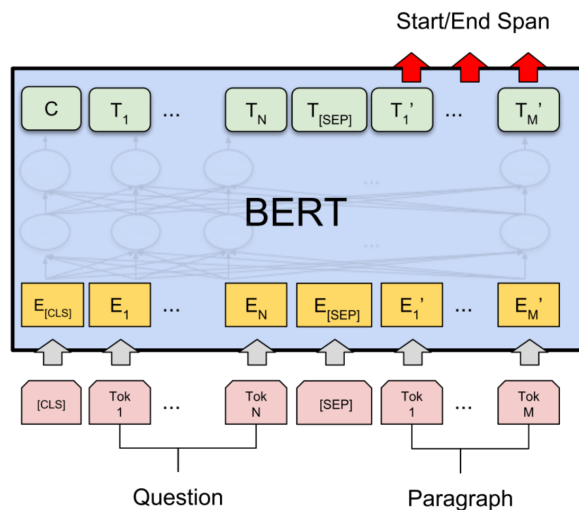 Start/End Span
C T1 ... TN T[SEP] T1' ... TM'
...
BERT
...
E[CLS] E1 ... EN E[SEP] E1' ... EM'
[CLS] Tok 1 ... Tok N [SEP] Tok 1 ... Tok M
Question Paragraph